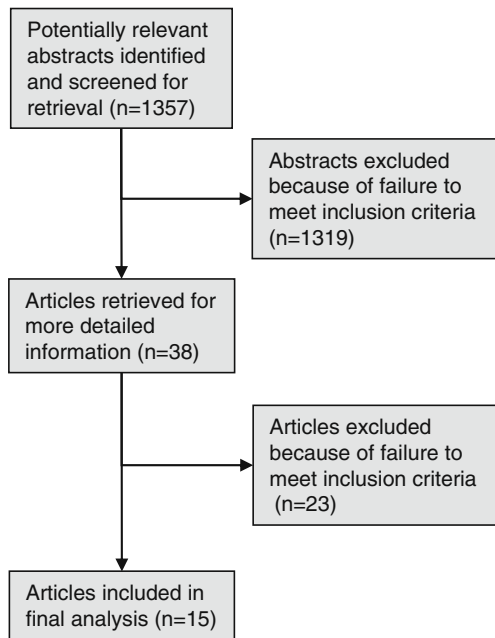 Potentially relevant
abstracts identified
and screened for
retrieval (n=1357)
Abstracts excluded
because of failure to
meet inclusion criteria
(n=1319)
Articles retrieved for
more detailed
information (n=38)
Articles excluded
because of failure to
meet inclusion criteria
(n=23)
Articles included in
final analysis (n=15)